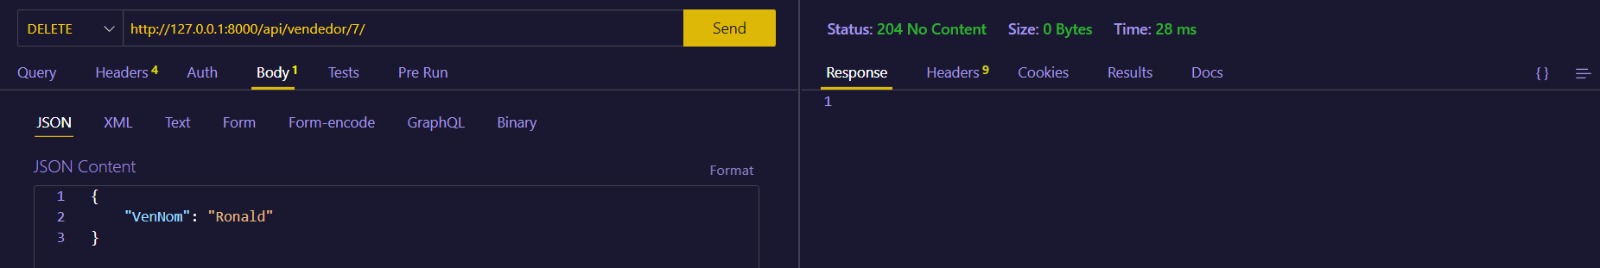 DELETE http://127.0.0.1:8000/api/vendedor/7/ Send
Query Headers 4 Auth Body 1 Tests Pre Run
JSON XML Text Form Form-encode GraphQL Binary
JSON Content Format
1 {
2 "VenNom": "Ronald"
3 }
Status: 204 No Content Size: 0 Bytes Time: 28 ms
Response Headers 9 Cookies Results Docs { }
1